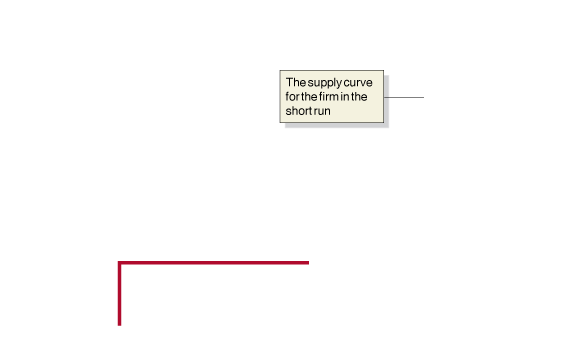 The supply curve
for the firm in the
short run